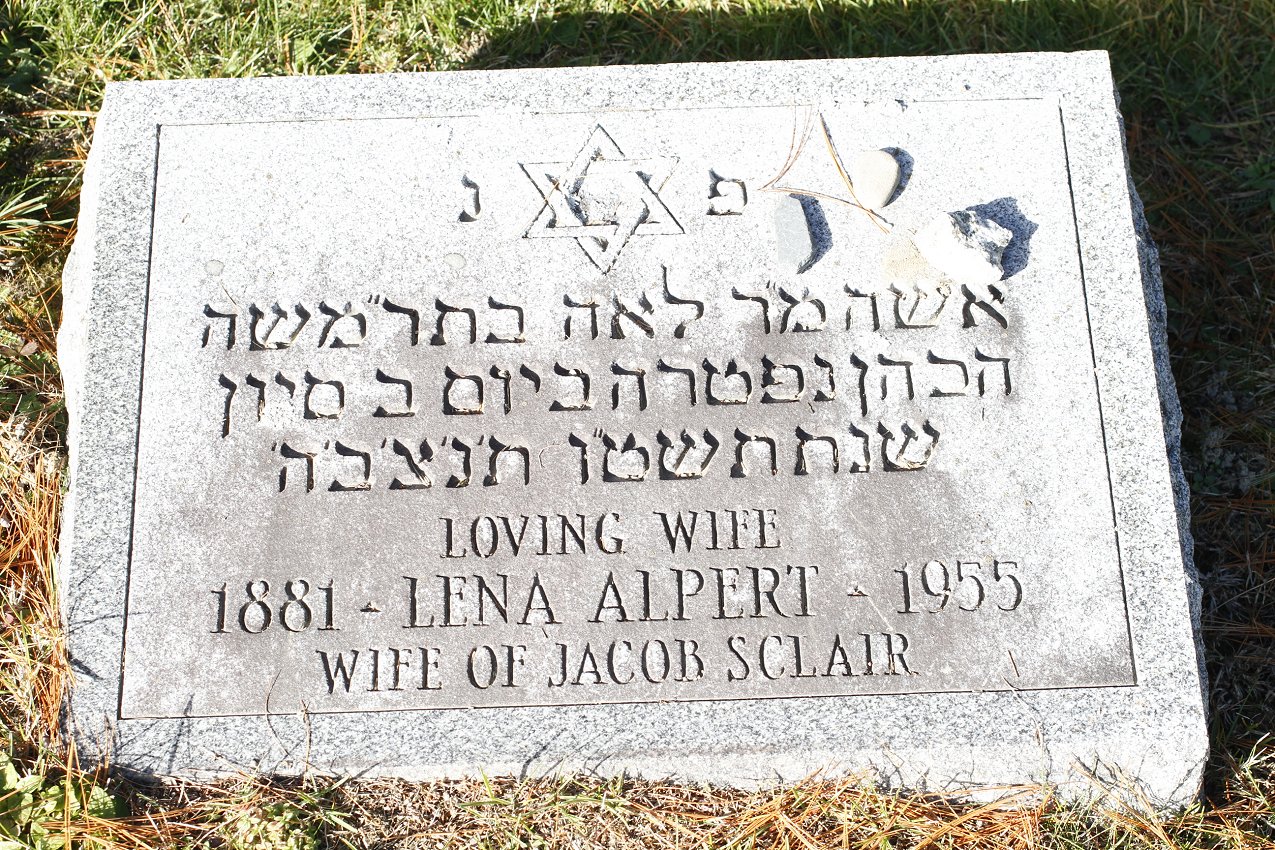 פ נ
אשה מ״ר לאה בת ר״ משה
הכהן נפטרה ביום ב סיון
שנת תשט״ו ת׳נ׳צ׳ב׳ה׳
LOVING WIFE
1881 - LENA ALPERT - 1955
WIFE OF JACOB SCLAIR